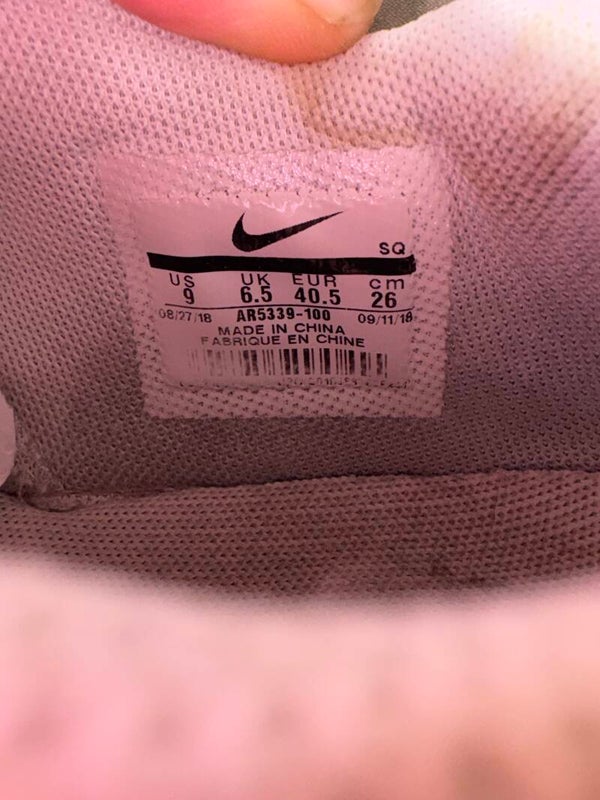 SQ
US UK EUR cm
9 6.5 40.5 26
08/27/18 AR5339-100 09/11/18
MADE IN CHINA
FABRIQUE EN CHINE